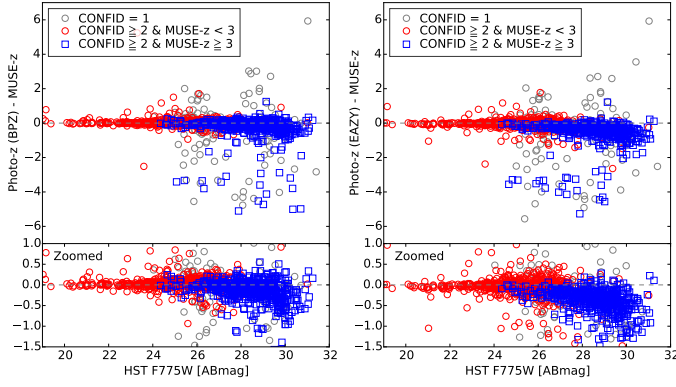 CONFID = 1
CONFID ≧ 2 & MUSE-z < 3
CONFID ≧ 2 & MUSE-z ≧ 3
Photo-z (BPZ) - MUSE-z
6
4
2
0
−2
−4
−6
Zoomed
1.0
0.5
0.0
−0.5
−1.0
−1.5
20 22 24 26 28 30 32
HST F775W [ABmag]
CONFID = 1
CONFID ≧ 2 & MUSE-z < 3
CONFID ≧ 2 & MUSE-z ≧ 3
Photo-z (EAZY) - MUSE-z
6
4
2
0
−2
−4
−6
Zoomed
1.0
0.5
0.0
−0.5
−1.0
−1.5
20 22 24 26 28 30 32
HST F775W [ABmag]